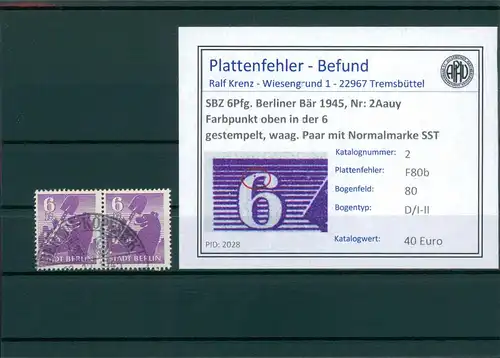 Plattenfehler - Befund
Ralf Krenz - Wiesengrund 1 - 22967 Tremsbüttel
SBZ 6Pfg. Berliner Bär 1945, Nr: 2Aauy
Farbpunkt oben in der 6
gestempelt, waag. Paar mit Normalmarke SST
Katalognummer: 2
Plattenfehler: F80b
Bogenfeld: 80
Bogentyp: D/I-II
Katalogwert: 40 Euro
6
PID: 2028
6 6
STADT BERLIN STADT BERLIN